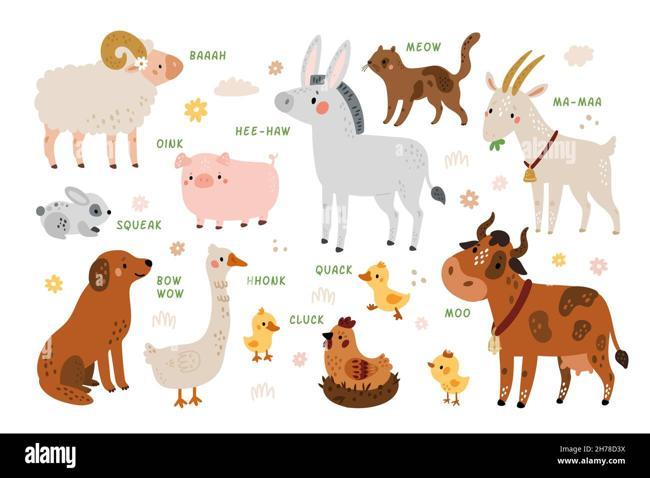 BAAAH
MEOW
MA-MAA
OINK
HEE-HAW
SQUEAK
BOW
WOW
HHONK
QUACK
CLUCK
MOO
alamy
alamy
Image ID: 2H78D3X
www.alamy.com